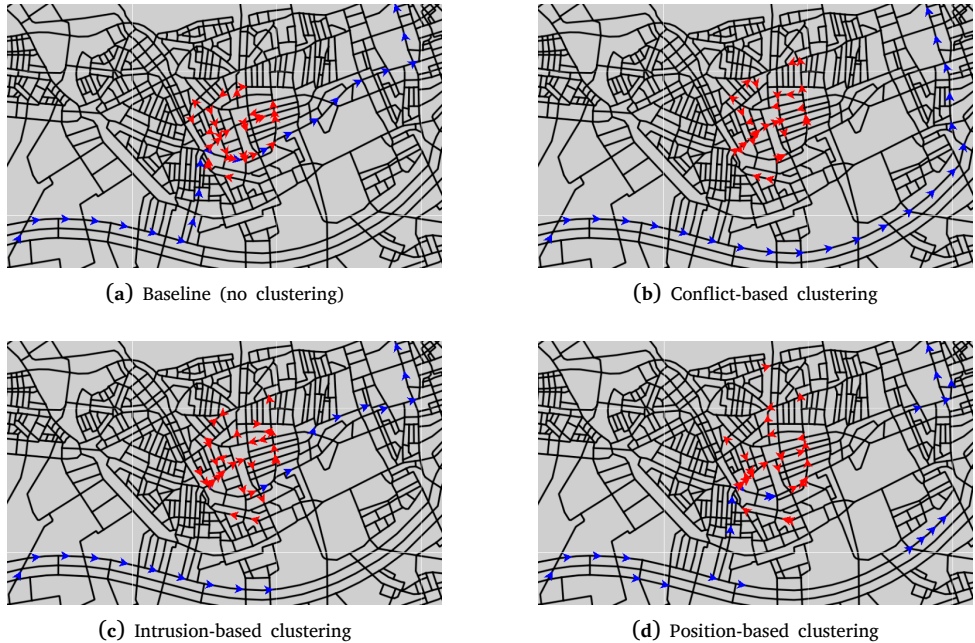 (a) Baseline (no clustering)
(b) Conflict-based clustering
(c) Intrusion-based clustering
(d) Position-based clustering